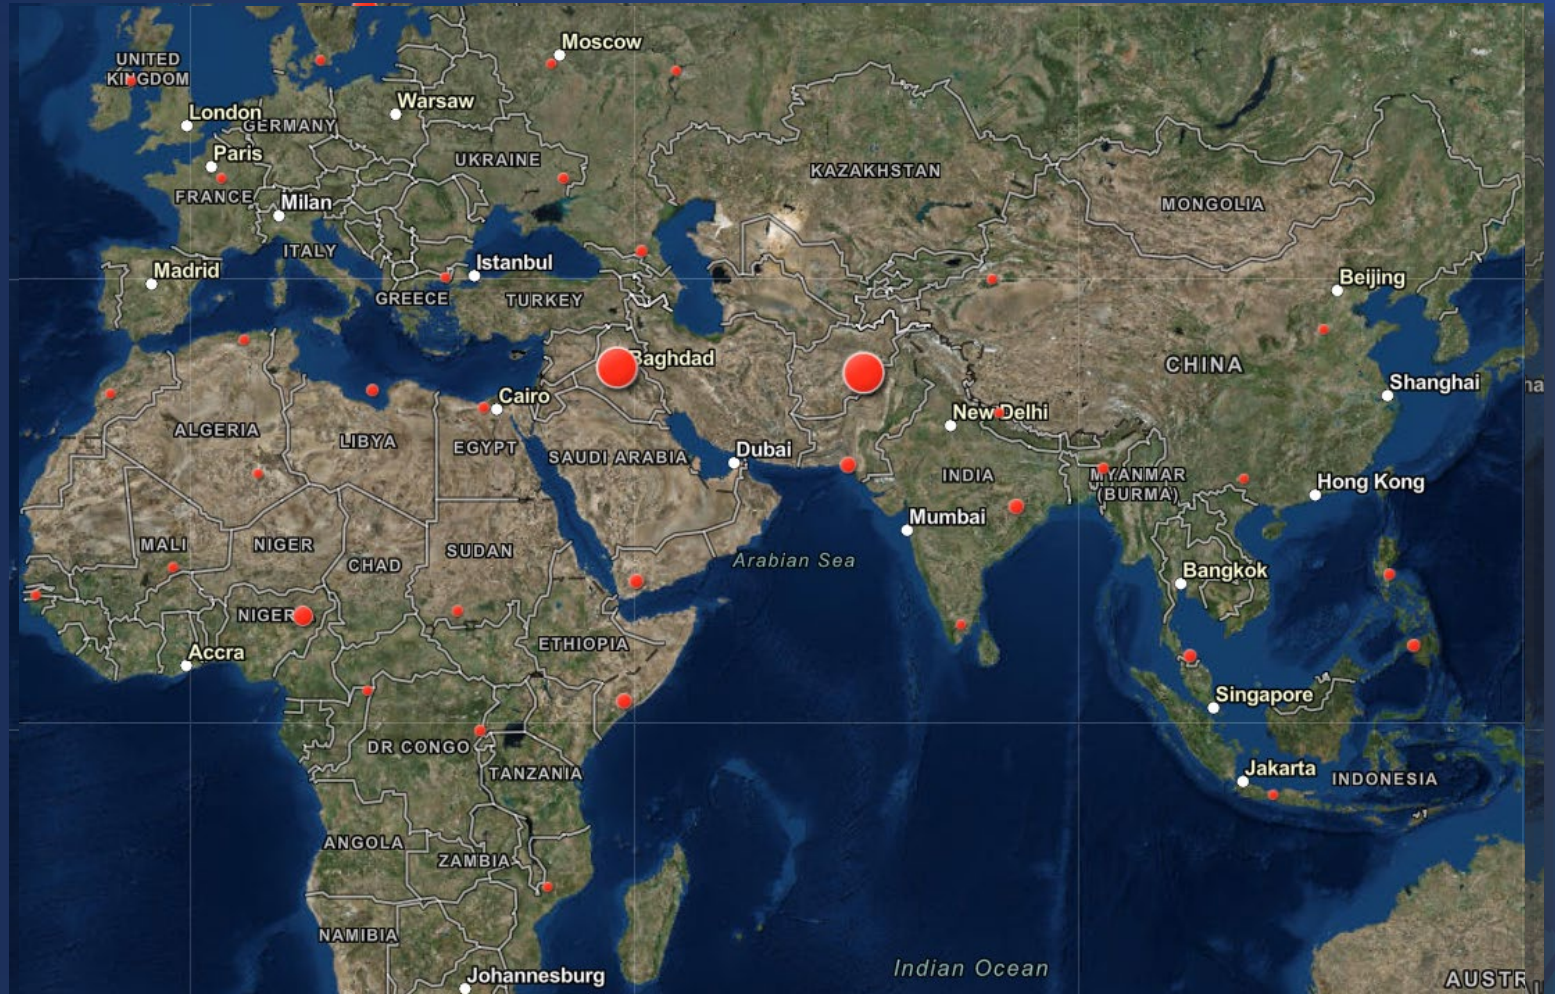 Moscow
UNITED
KINGDOM
Warsaw
London
GERMANY
Paris
UKRAINE
KAZAKHSTAN
FRANCE
Milan
MONGOLIA
ITALY
Istanbul
Madrid
Beijing
GREECE
TURKEY
Baghdad
CHINA
Shanghai
Cairo
New Delhi
ALGERIA
LIBYA
EGYPT
SAUDI ARABIA
Dubai
INDIA
MYANMAR
(BURMA)
Hong Kong
Mumbai
MALI
NIGER
SUDAN
CHAD
Arabian Sea
Bangkok
NIGER
ETHIOPIA
Accra
Singapore
DR CONGO
TANZANIA
Jakarta
INDONESIA
ANGOLA
ZAMBIA
NAMIBIA
Johannesburg
Indian Ocean
AUSTR